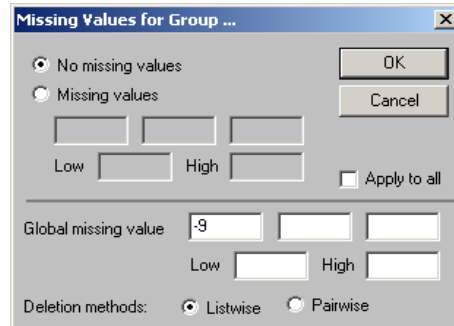 Missing Values for Group ...
No missing values
OK
Missing values
Cancel
Low High
Apply to all
Global missing value -9
Low High
Deletion methods: Listwise Pairwise